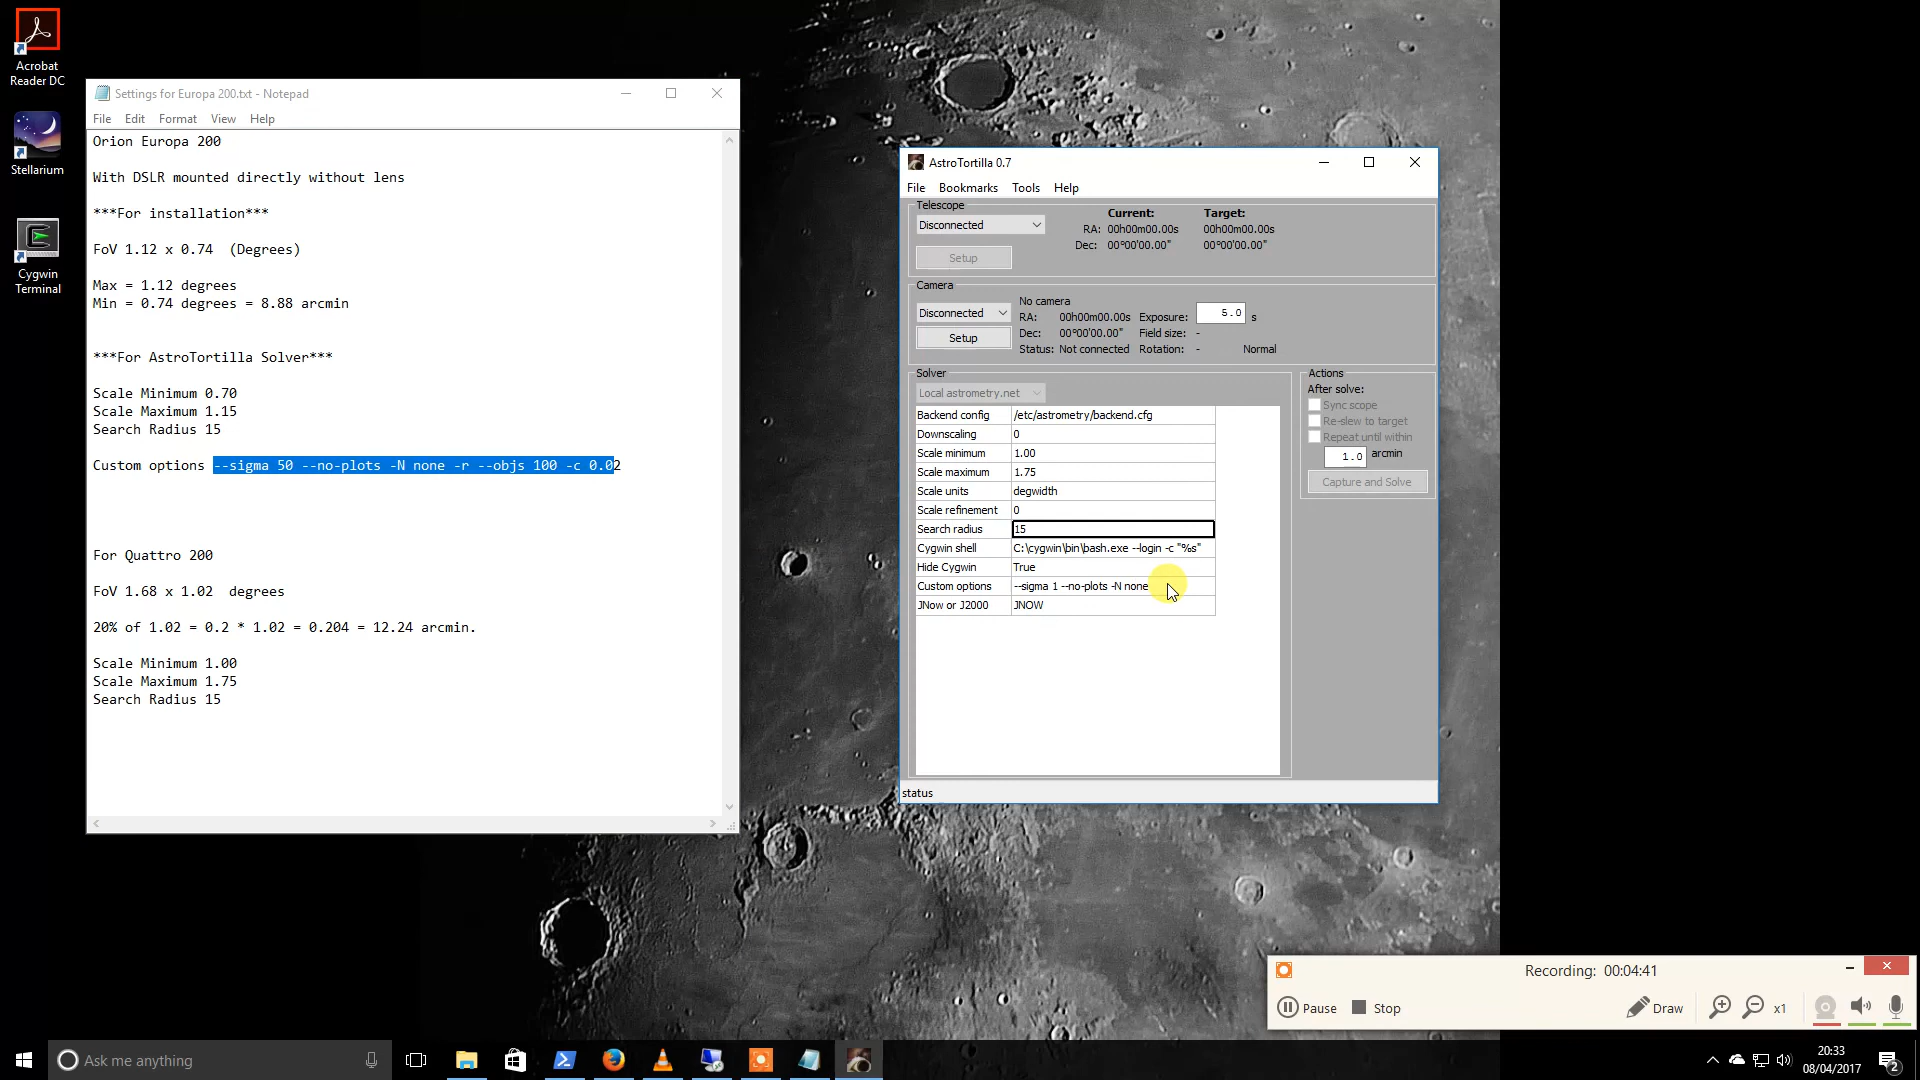 Acrobat
Reader DC
Stellarium
Cygwin
Terminal
Settings for Europa 200.txt - Notepad
File Edit Format View Help
Orion Europa 200
With DSLR mounted directly without lens
***For installation***
FoV 1.12 x 0.74  (Degrees)
Max = 1.12 degrees
Min = 0.74 degrees = 8.88 arcmin
***For AstroTortilla Solver***
Scale Minimum 0.70
Scale Maximum 1.15
Search Radius 15
Custom options --sigma 50 --no-plots -N none -r --objs 100 -c 0.02
For Quattro 200
FoV 1.68 x 1.02  degrees
20% of 1.02 = 0.2 * 1.02 = 0.204 = 12.24 arcmin.
Scale Minimum 1.00
Scale Maximum 1.75
Search Radius 15
AstroTortilla 0.7
File Bookmarks Tools Help
Telescope
Disconnected
Setup
Current: Target:
RA: 00h00m00.00s 00h00m00.00s
Dec: 00°00'00.00" 00°00'00.00"
Camera
Disconnected
Setup
No camera
RA: 00h00m00.00s Exposure: 5.0 s
Dec: 00°00'00.00" Field size: -
Status: Not connected Rotation: - Normal
Solver
Local astrometry.net
Backend config /etc/astrometry/backend.cfg
Downscaling 0
Scale minimum 1.00
Scale maximum 1.75
Scale units degwidth
Scale refinement 0
Search radius 15
Cygwin shell C:\cygwin\bin\bash.exe --login -c "%s"
Hide Cygwin True
Custom options --sigma 1 --no-plots -N none
JNow or J2000 JNOW
Actions
After solve:
Sync scope
Re-slew to target
Repeat until within
1.0 arcmin
Capture and Solve
status
Recording: 00:04:41
Pause Stop Draw x1
Ask me anything
20:33
08/04/2017
2